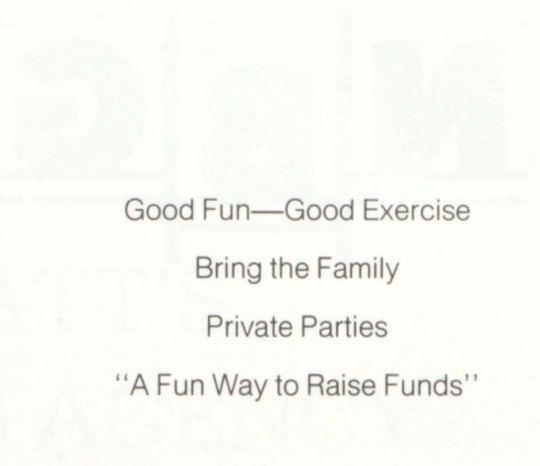 Good Fun—Good Exercise
Bring the Family
Private Parties
"A Fun Way to Raise Funds"